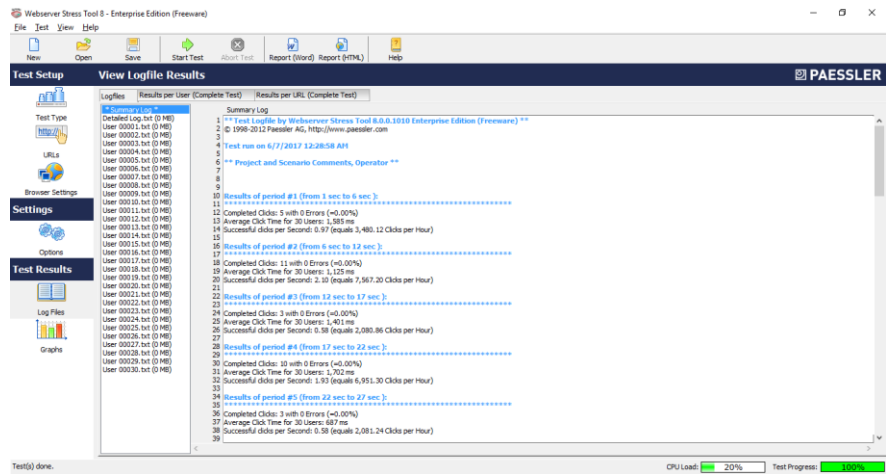 Webserver Stress Tool 8 - Enterprise Edition (Freeware)
File Test View Help
New Open Save Start Test Abort Test Report (Word) Report (HTML) Help
Test Setup
View Logfile Results
PAESSLER
Test Type
http://
URLs
Browser Settings
Settings
Options
Test Results
Log Files
Graphs
Logfiles Results per User (Complete Test) Results per URL (Complete Test)
* Summary Log *
Detailed Log.txt (0 MB)
User 00001.txt (0 MB)
User 00002.txt (0 MB)
User 00003.txt (0 MB)
User 00004.txt (0 MB)
User 00005.txt (0 MB)
User 00006.txt (0 MB)
User 00007.txt (0 MB)
User 00008.txt (0 MB)
User 00009.txt (0 MB)
User 00010.txt (0 MB)
User 00011.txt (0 MB)
User 00012.txt (0 MB)
User 00013.txt (0 MB)
User 00014.txt (0 MB)
User 00015.txt (0 MB)
User 00016.txt (0 MB)
User 00017.txt (0 MB)
User 00018.txt (0 MB)
User 00019.txt (0 MB)
User 00020.txt (0 MB)
User 00021.txt (0 MB)
User 00022.txt (0 MB)
User 00023.txt (0 MB)
User 00024.txt (0 MB)
User 00025.txt (0 MB)
User 00026.txt (0 MB)
User 00027.txt (0 MB)
User 00028.txt (0 MB)
User 00029.txt (0 MB)
User 00030.txt (0 MB)
Summary Log
1 **Test Logfile by Webserver Stress Tool 8.0.0.1010 Enterprise Edition (Freeware) **
2 © 1998-2012 Paessler AG, http://www.paessler.com
3
4 Test run on 6/7/2017 12:28:58 AM
5
6 ** Project and Scenario Comments, Operator **
7
8
9
10 Results of period #1 (from 1 sec to 6 sec ):
11 **********************************************************************
12 Completed Clicks: 5 with 0 Errors (=0.00%)
13 Average Click Time for 30 Users: 1,585 ms
14 Successful clicks per Second: 0.97 (equals 3,480.12 Clicks per Hour)
15
16 Results of period #2 (from 6 sec to 12 sec ):
17 **********************************************************************
18 Completed Clicks: 11 with 0 Errors (=0.00%)
19 Average Click Time for 30 Users: 1,125 ms
20 Successful clicks per Second: 2.10 (equals 7,567.20 Clicks per Hour)
21
22 Results of period #3 (from 12 sec to 17 sec ):
23 **********************************************************************
24 Completed Clicks: 3 with 0 Errors (=0.00%)
25 Average Click Time for 30 Users: 1,401 ms
26 Successful clicks per Second: 0.58 (equals 2,080.86 Clicks per Hour)
27
28 Results of period #4 (from 17 sec to 22 sec ):
29 **********************************************************************
30 Completed Clicks: 10 with 0 Errors (=0.00%)
31 Average Click Time for 30 Users: 1,702 ms
32 Successful clicks per Second: 1.93 (equals 6,951.30 Clicks per Hour)
33
34 Results of period #5 (from 22 sec to 27 sec ):
35 **********************************************************************
36 Completed Clicks: 3 with 0 Errors (=0.00%)
37 Average Click Time for 30 Users: 687 ms
38 Successful clicks per Second: 0.58 (equals 2,081.24 Clicks per Hour)
39
Test(s) done.
CPU Load: 20% Test Progress: 100%